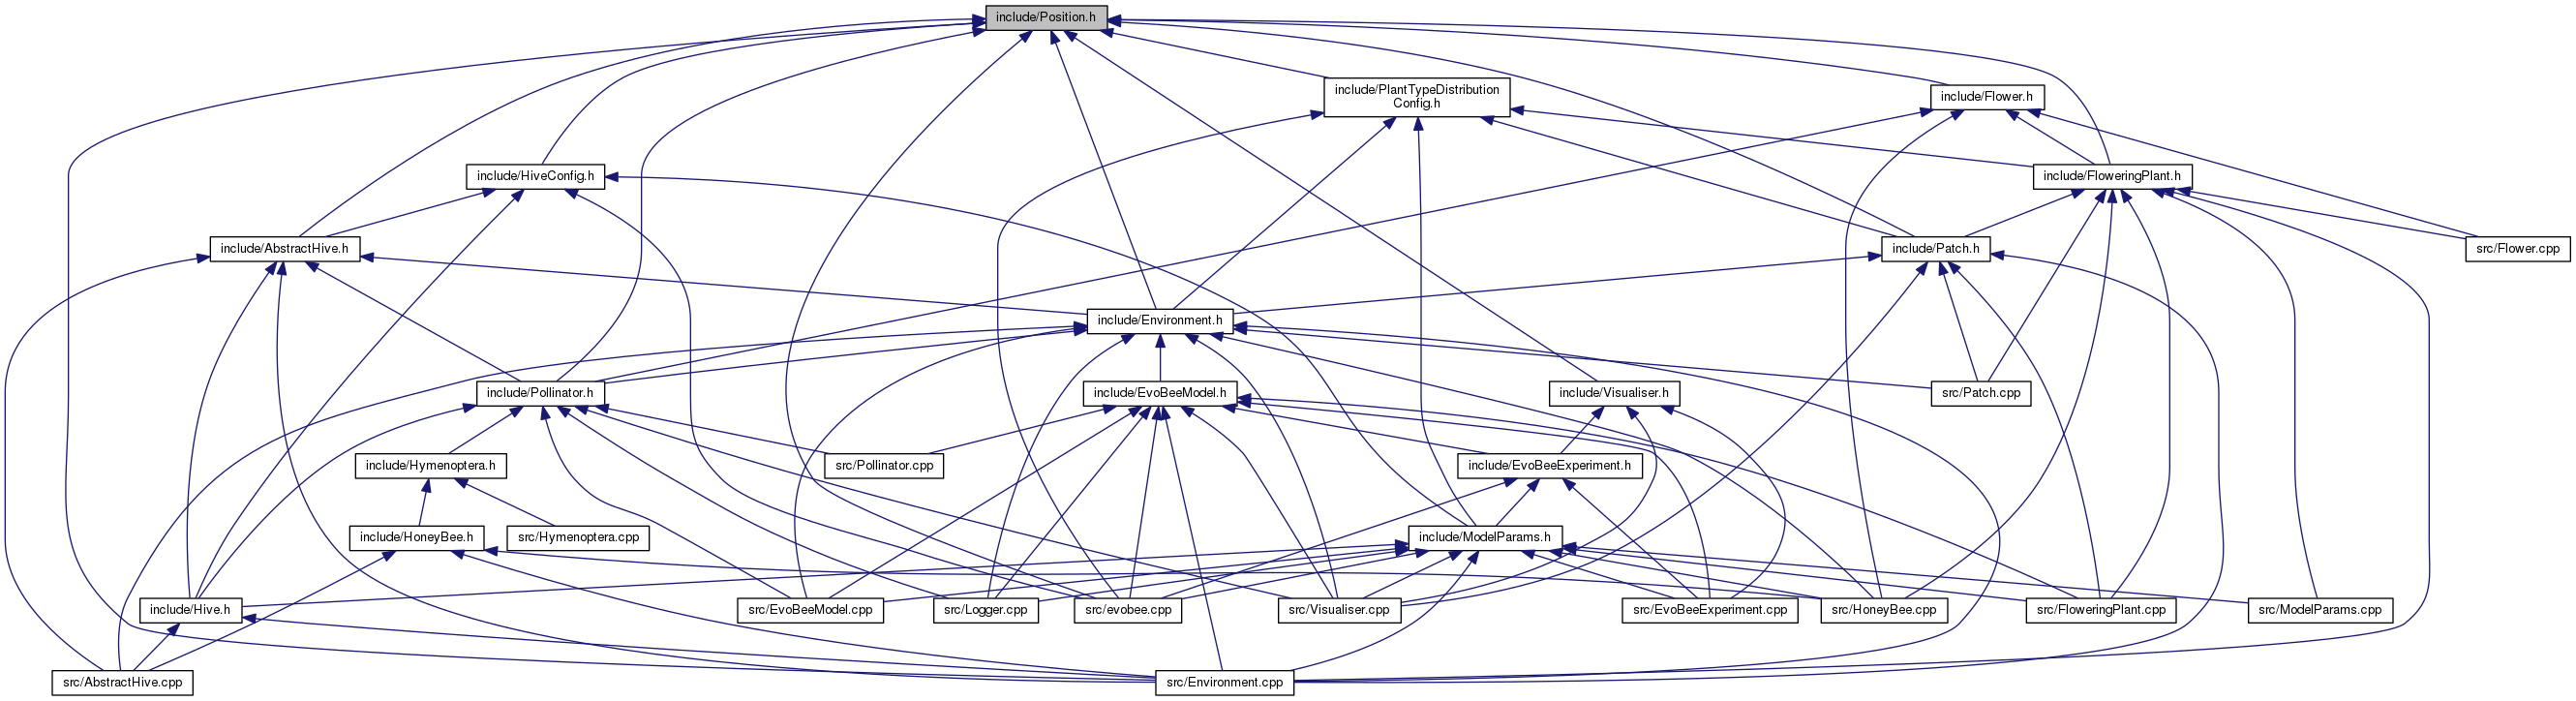 include/Position.h
include/PlantTypeDistribution
Config.h
include/Flower.h
include/HiveConfig.h
include/FloweringPlant.h
include/AbstractHive.h
include/Patch.h
src/Flower.cpp
include/Environment.h
include/Pollinator.h
include/EvoBeeModel.h
include/Visualiser.h
src/Patch.cpp
include/Hymenoptera.h
src/Pollinator.cpp
include/EvoBeeExperiment.h
include/HoneyBee.h
src/Hymenoptera.cpp
include/ModelParams.h
include/Hive.h
src/EvoBeeModel.cpp
src/Logger.cpp
src/evobee.cpp
src/Visualiser.cpp
src/EvoBeeExperiment.cpp
src/HoneyBee.cpp
src/FloweringPlant.cpp
src/ModelParams.cpp
src/AbstractHive.cpp
src/Environment.cpp